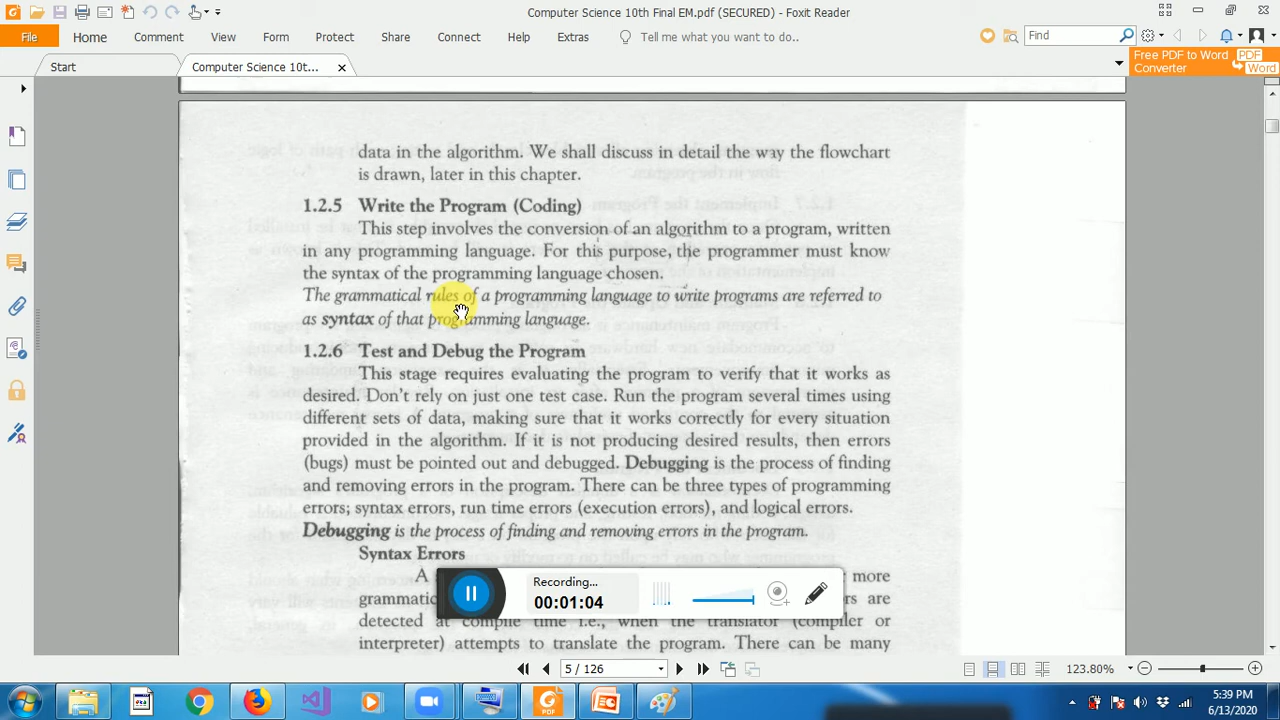 Computer Science 10th Final EM.pdf (SECURED) - Foxit Reader
File Home Comment View Form Protect Share Connect Help Extras Tell me what you want to do.. Find
Start Computer Science 10t... Free PDF to Word Converter PDF Word
data in the algorithm. We shall discuss in detail the way the flowchart
is drawn, later in this chapter.
1.2.5 Write the Program (Coding)
This step involves the conversion of an algorithm to a program, written
in any programming language. For this purpose, the programmer must know
the syntax of the programming language chosen.
The grammatical rules of a programming language to write programs are referred to
as syntax of that programming language.
1.2.6 Test and Debug the Program
This stage requires evaluating the program to verify that it works as
desired. Don't rely on just one test case. Run the program several times using
different sets of data, making sure that it works correctly for every situation
provided in the algorithm. If it is not producing desired results, then errors
(bugs) must be pointed out and debugged. Debugging is the process of finding
and removing errors in the program. There can be three types of programming
errors; syntax errors, run time errors (execution errors), and logical errors.
Debugging is the process of finding and removing errors in the program.
Syntax Errors
A more
Recording...
00:01:04
detected at compile time i.e., when the translator (compiler or
interpreter) attempts to translate the program. There can be many
5 / 126 123.80%
5:39 PM
6/13/2020